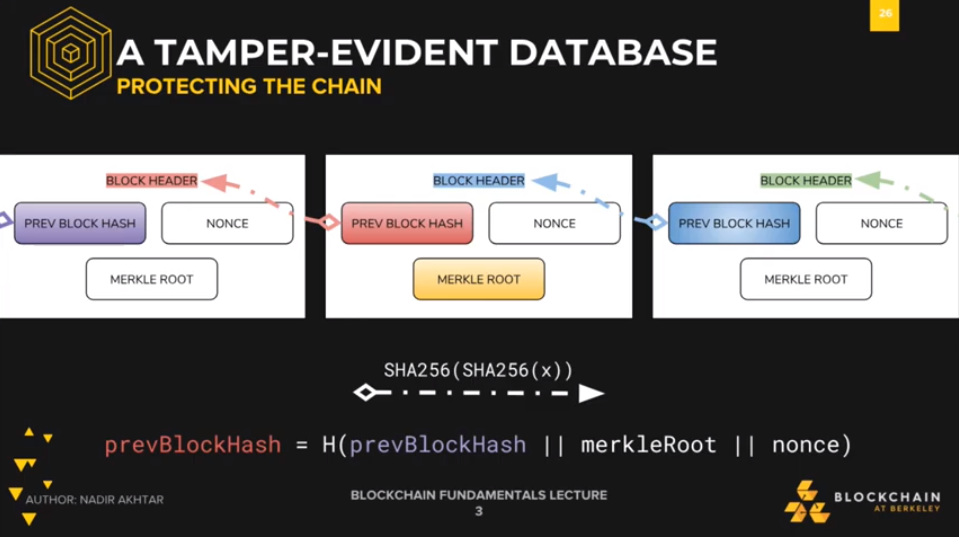 26
A TAMPER-EVIDENT DATABASE
PROTECTING THE CHAIN
BLOCK HEADER
PREV BLOCK HASH
NONCE
MERKLE ROOT
BLOCK HEADER
PREV BLOCK HASH
NONCE
MERKLE ROOT
BLOCK HEADER
PREV BLOCK HASH
NONCE
MERKLE ROOT
SHA256(SHA256(x))
prevBlockHash = H(prevBlockHash || merkleRoot || nonce)
AUTHOR: NADIR AKHTAR
BLOCKCHAIN FUNDAMENTALS LECTURE
3
BLOCKCHAIN
AT BERKELEY